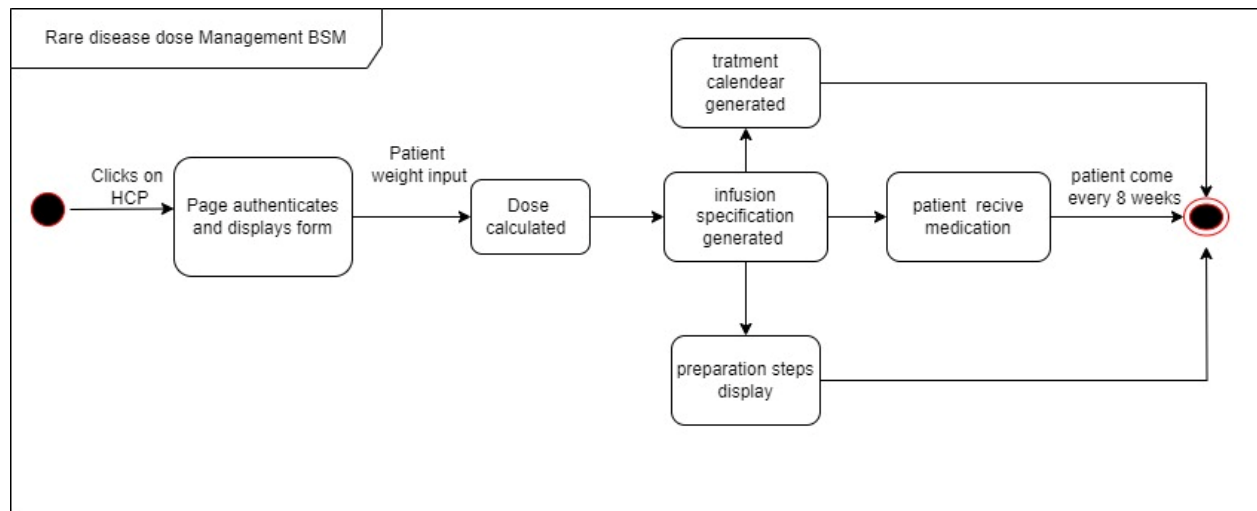 Rare disease dose Management BSM
tratment
calendear
generated
Clicks on
HCP
Page authenticates
and displays form
Patient
weight input
Dose
calculated
infusion
specification
generated
patient recive
medication
patient come
every 8 weeks
preparation steps
display